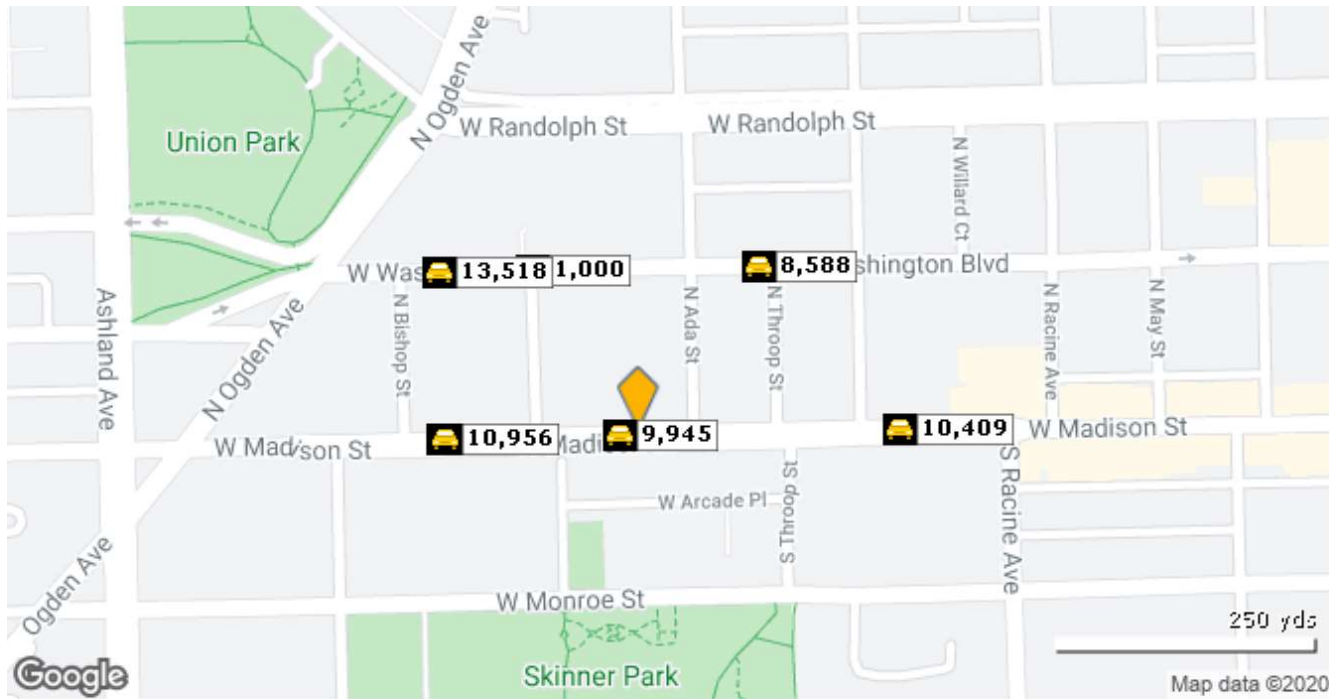 N Ogden Ave
W Randolph St
W Randolph St
Union Park
N Willard Ct
W Was
13,518
1,000
8,588
shington Blvd
Ashland Ave
N Bishop St
N Ada St
N Throop St
N Racine Ave
N May St
N Ogden Ave
10,956
9,945
10,409
W Madison St
W Madison St
S Throop St
W Arcade Pl
S Racine Ave
Ogden Ave
W Monroe St
250 yds
Skinner Park
Google
Map data ©2020